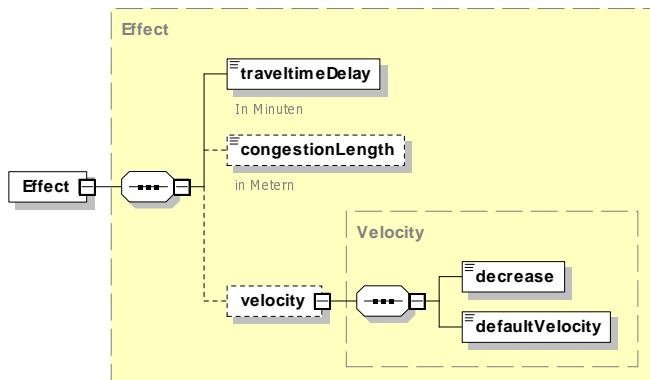 Effect
traveltimeDelay
In Minuten
congestionLength
in Metern
Effect
Velocity
velocity
decrease
defaultVelocity